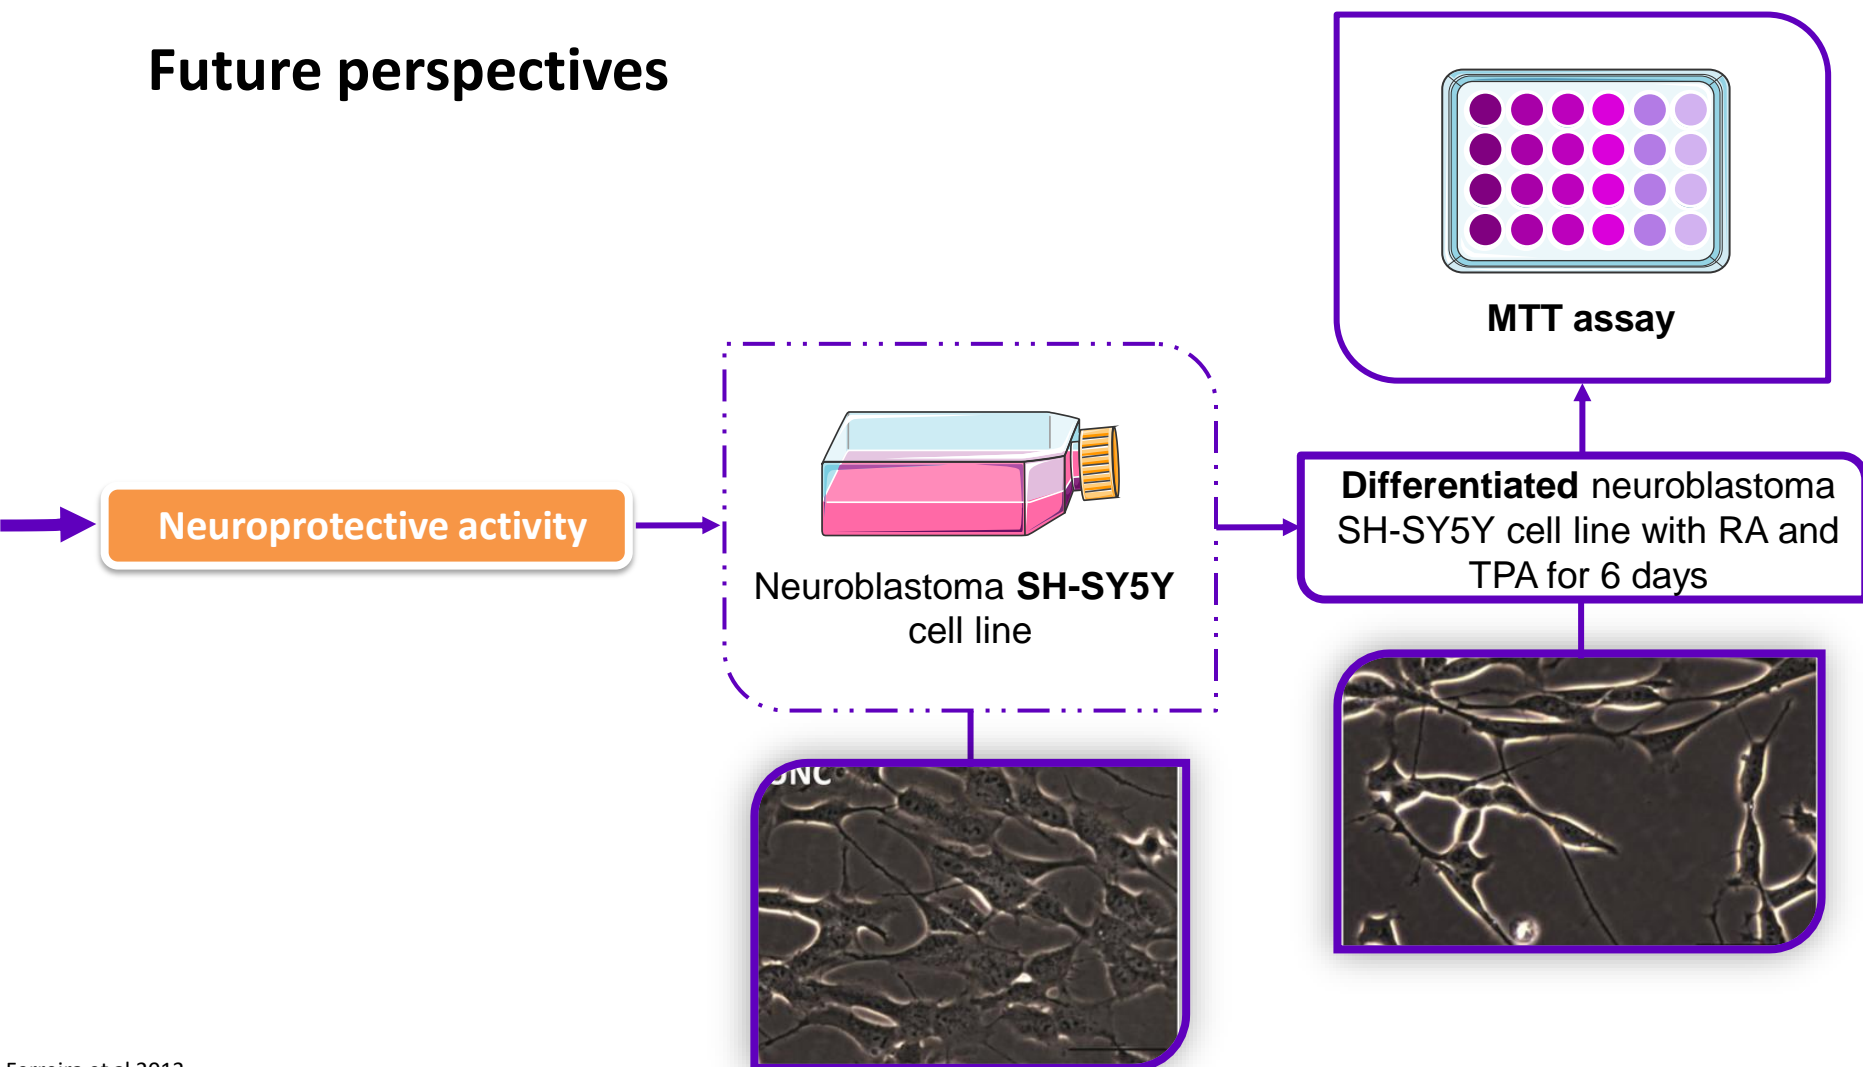 Future perspectives
MTT assay
Neuroprotective activity
Neuroblastoma SH-SY5Y
cell line
Differentiated neuroblastoma
SH-SY5Y cell line with RA and
TPA for 6 days